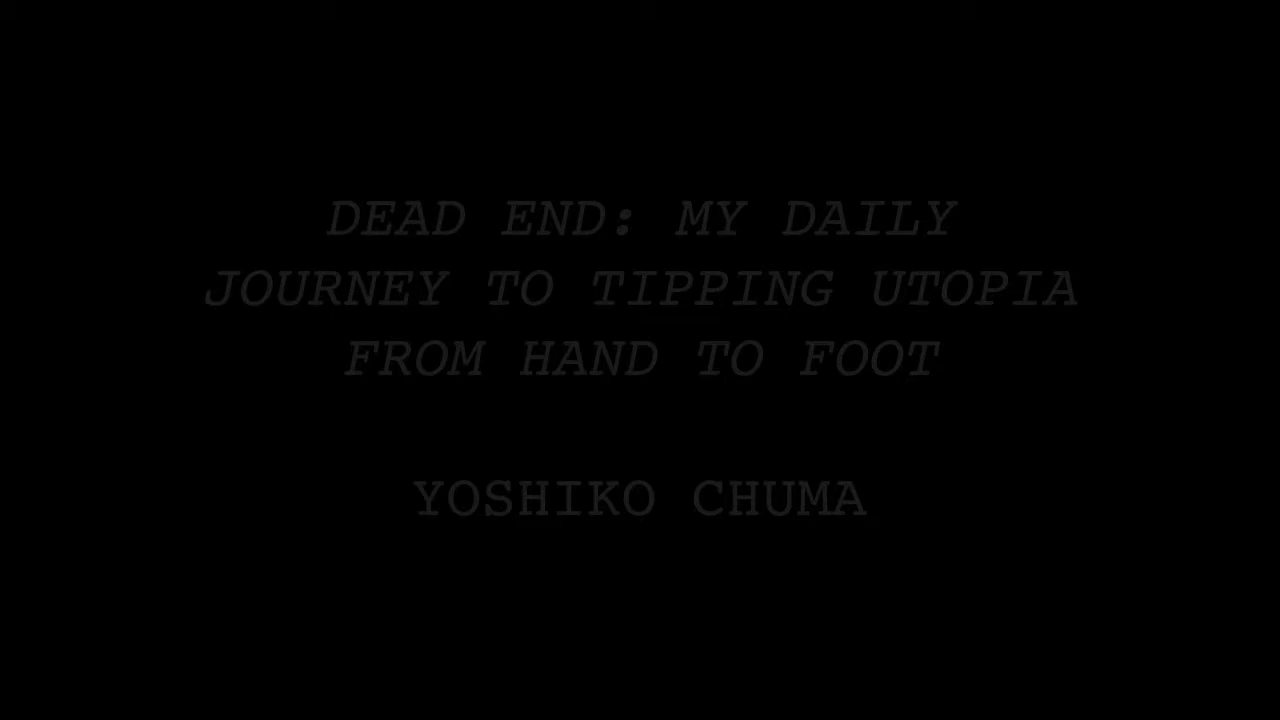 DEAD END: MY DAILY
JOURNEY TO TIPPING UTOPIA
FROM HAND TO FOOT
YOSHIKO CHUMA